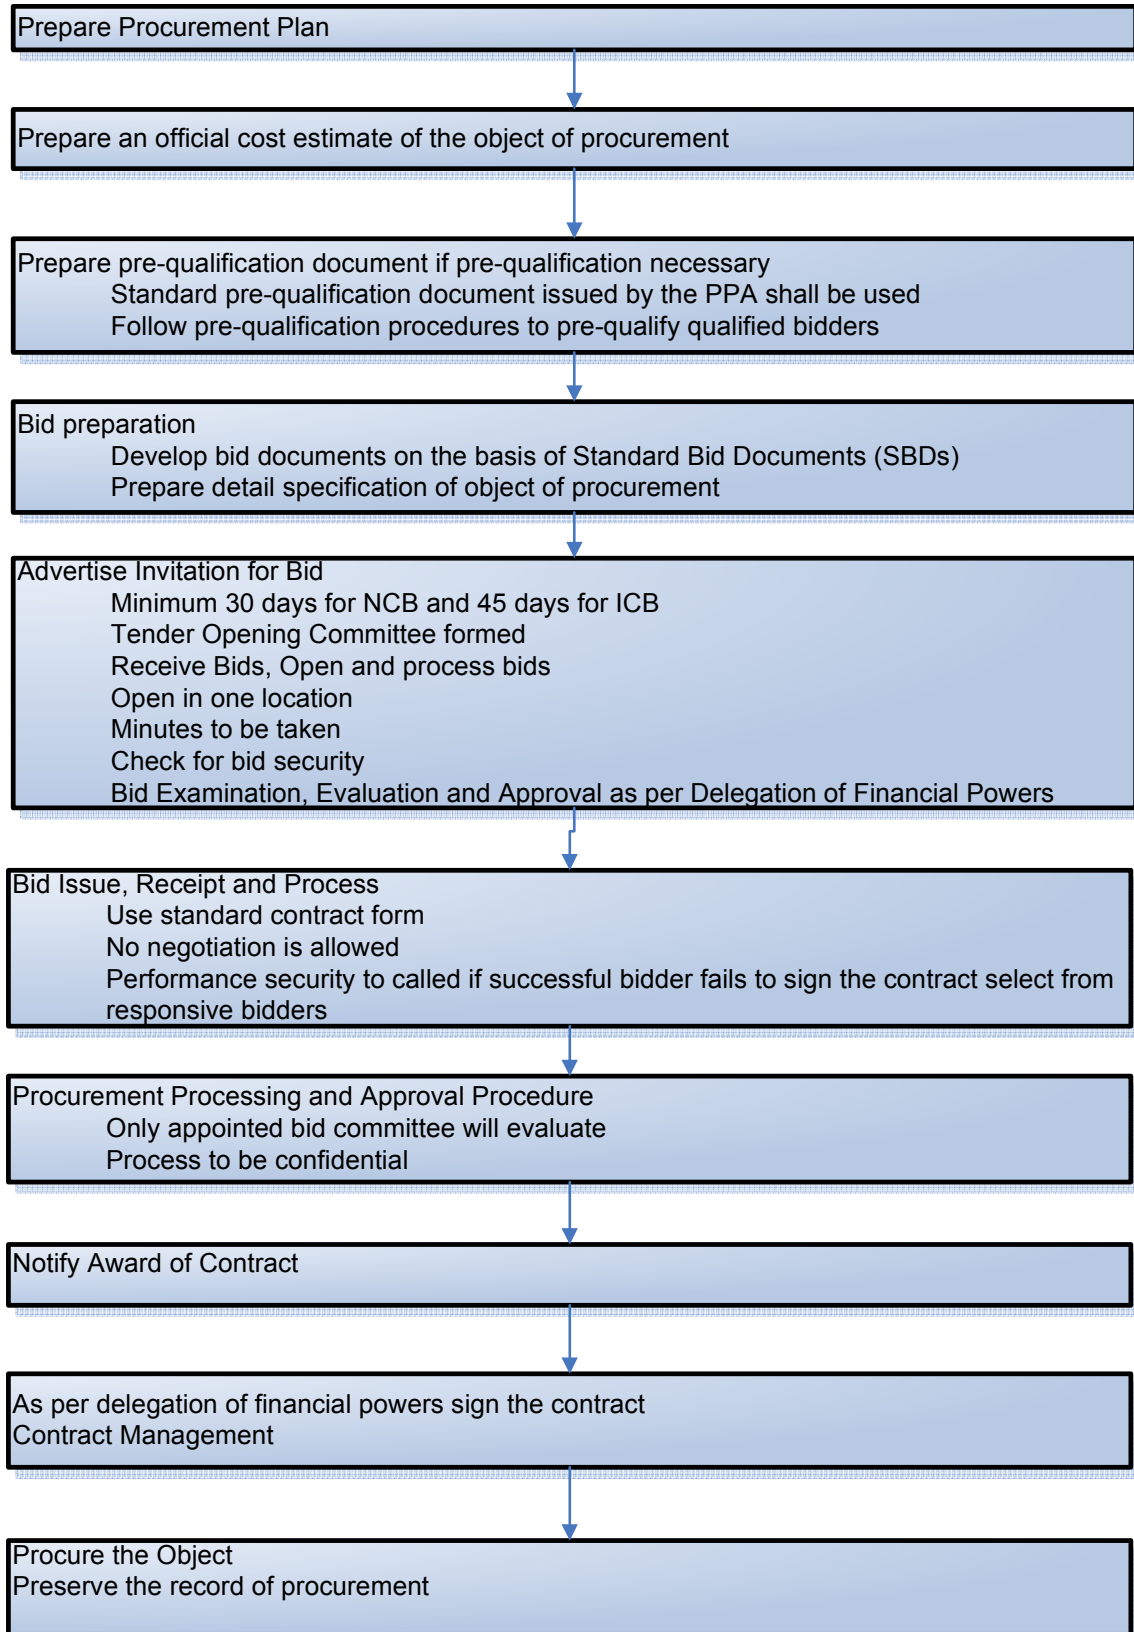 Prepare Procurement Plan
Prepare an official cost estimate of the object of procurement
Prepare pre-qualification document if pre-qualification necessary
Standard pre-qualification document issued by the PPA shall be used
Follow pre-qualification procedures to pre-qualify qualified bidders
Bid preparation
Develop bid documents on the basis of Standard Bid Documents (SBDs)
Prepare detail specification of object of procurement
Advertise Invitation for Bid
Minimum 30 days for NCB and 45 days for ICB
Tender Opening Committee formed
Receive Bids, Open and process bids
Open in one location
Minutes to be taken
Check for bid security
Bid Examination, Evaluation and Approval as per Delegation of Financial Powers
Bid Issue, Receipt and Process
Use standard contract form
No negotiation is allowed
Performance security to called if successful bidder fails to sign the contract select from
responsive bidders
Procurement Processing and Approval Procedure
Only appointed bid committee will evaluate
Process to be confidential
Notify Award of Contract
As per delegation of financial powers sign the contract
Contract Management
Procure the Object
Preserve the record of procurement